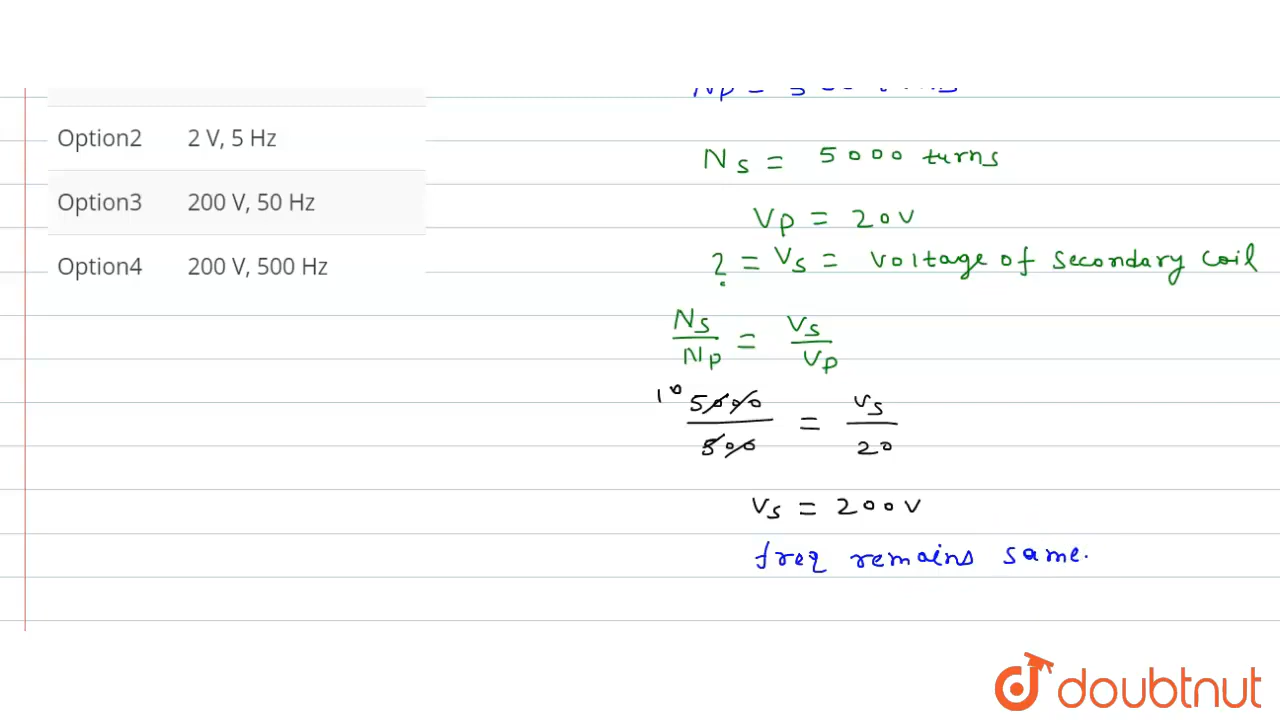 Option2 2 V, 5 Hz
Option3 200 V, 50 Hz
Option4 200 V, 500 Hz
Ns = 5000 turns
Vp = 20V
? = Vs = voltage of secondary coil
Ns/Np = Vs/Vp
10 5000/500 = Vs/20
Vs = 200V
freq remains same.
doubtnut